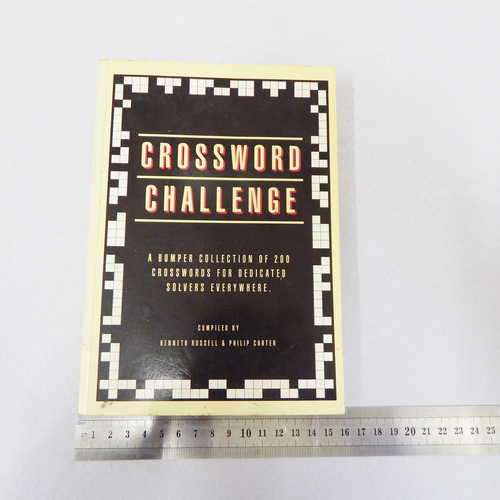 CROSSWORD
CHALLENGE
A BUMPER COLLECTION OF 200
CROSSWORDS FOR DEDICATED
SOLVERS EVERYWHERE.
COMPILED BY
KENNETH RUSSELL & PHILIP CARTER
1 2 3 4 5 6 7 8 9 10 11 12 13 14 15 16 17 18 19 20 21 22 23 24 25